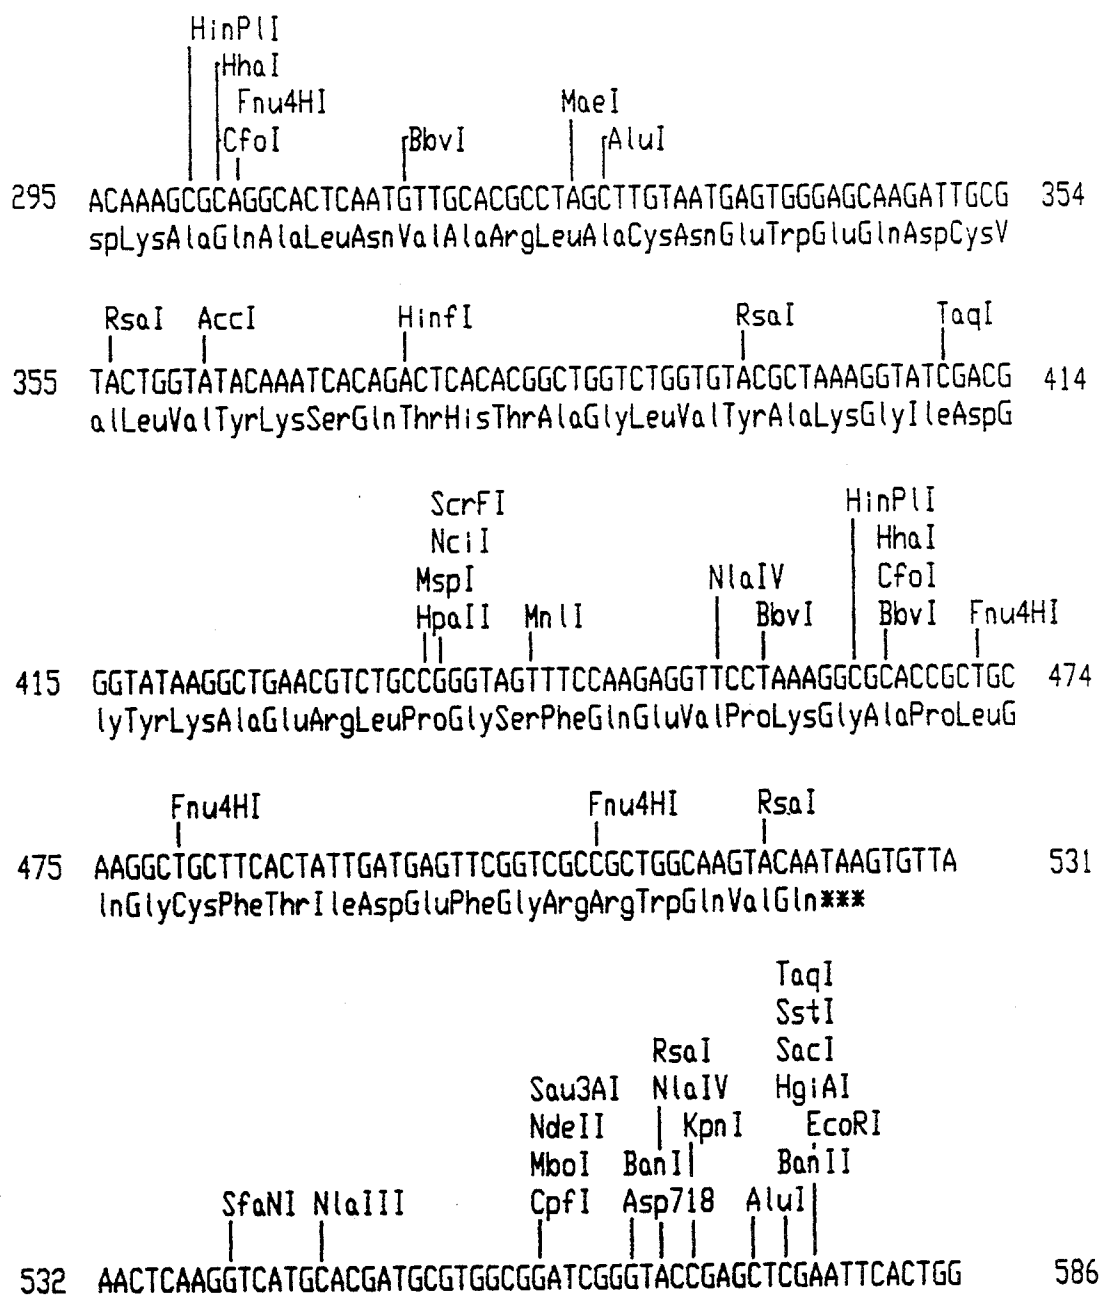 HinPlI
HhaI
Fnu4HI MaeI
CfoI BbvI AluI
295 ACAAAGCGCAGGCACTCAATGTTGCACGCCTAGCTTGTAATGAGTGGGAGCAAGATTGCG 354
spLysAlaGlnAlaLeuAsnValAlaArgLeuAlaCysAsnGluTrpGluGlnAspCysV
RsaI AccI HinfI RsaI TaqI
355 TACTGGTATACAAATCACAGACTCACACGGCTGGTCTGGTGTACGCTAAAGGTATCGACG 414
alLeuValTyrLysSerGlnThrHisThrAlaGlyLeuValTyrAlaLysGlyIleAspG
ScrFI HinPlI
NciI HhaI
MspI NlaIV CfoI
HpaII MnlI BbvI BbvI Fnu4HI
415 GGTATAAGGCTGAACGTCTGCCGGGTAGTTTCCAAGAGGTTCCTAAAGGCGCACCGCTGC 474
lyTyrLysAlaGluArgLeuProGlySerPheGlnGluValProLysGlyAlaProLeuG
Fnu4HI Fnu4HI RsaI
475 AAGGCTGCTTCACTATTGATGAGTTCGGTCGCCGCTGGCAAGTACAATAAGTGTTA 531
lnGlyCysPheThrIleAspGluPheGlyArgArgTrpGlnValGln***
TaqI
SstI
RsaI SacI
Sau3AI NlaIV HgiAI
NdeII KpnI EcoRI
MboI BanI BanII
SfaNI NlaIII CpfI Asp718 AluI
532 AACTCAAGGTCATGCACGATGCGTGGCGGATCGGGTACCGAGCTCGAATTCACTGG 586